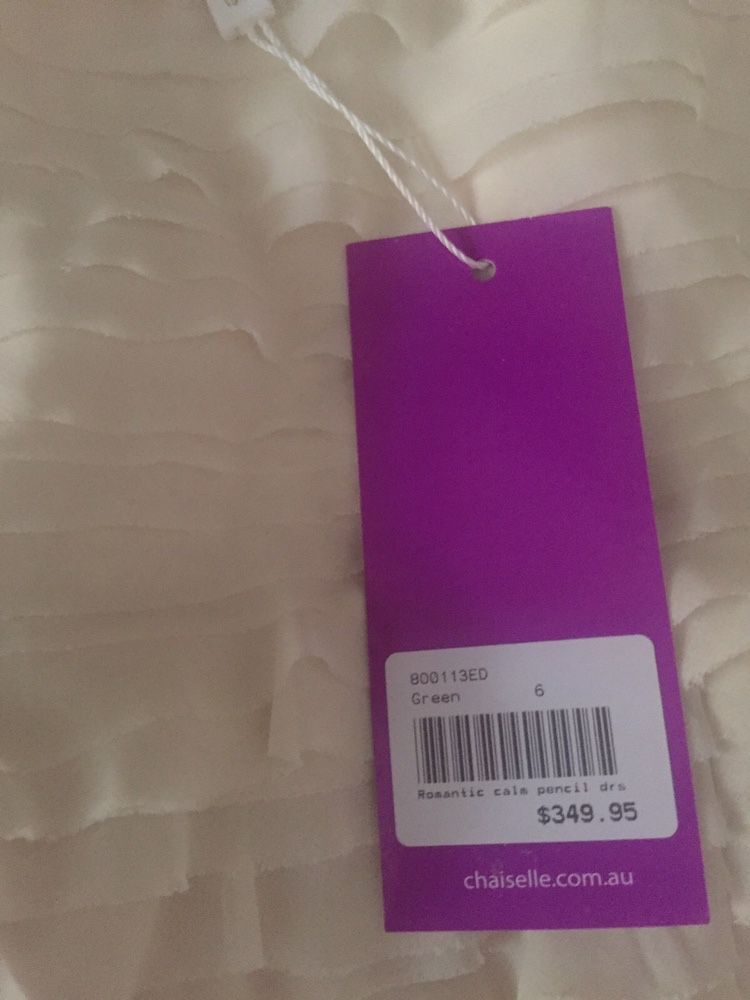 800113ED
Green 6
Romantic calm pencil drs
$349.95
chaiselle.com.au